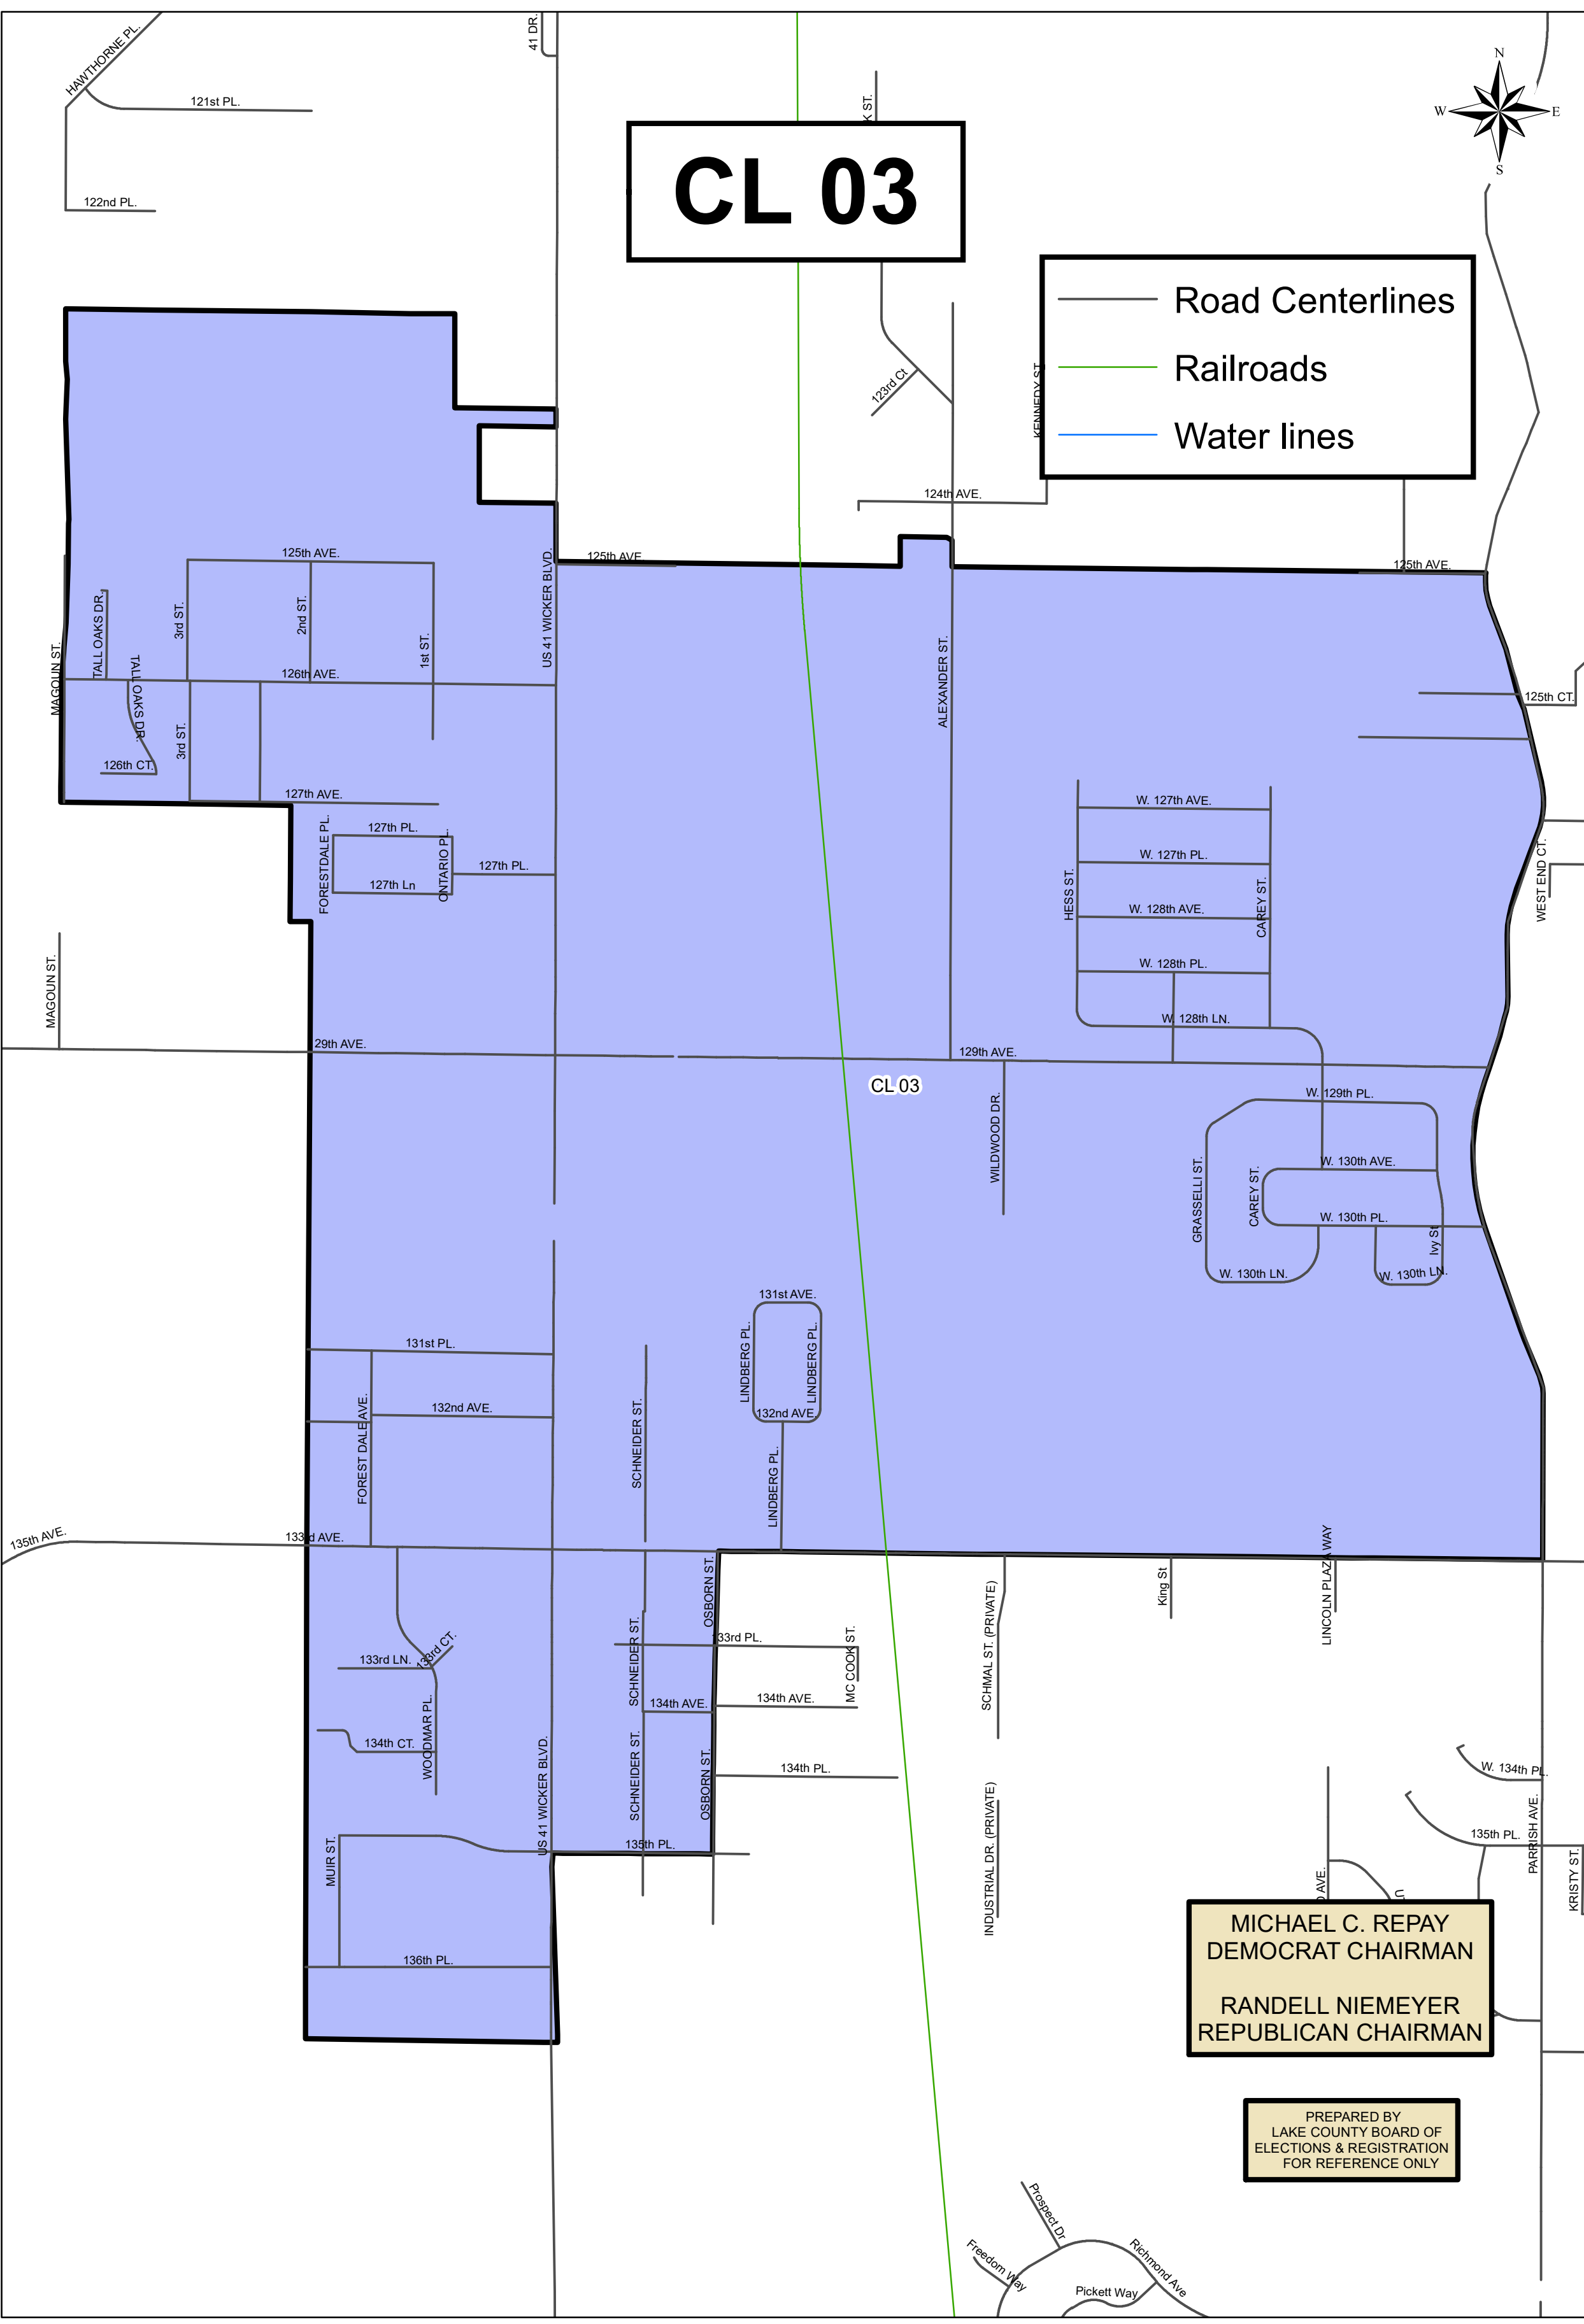 HAWTHORNE PL.
41 DR.
121st PL.
K ST.
N
W
E
S
122nd PL.
CL 03
Road Centerlines
Railroads
Water lines
123rd Ct
KENNEDY ST.
124th AVE.
125th AVE.
125th AVE.
125th AVE.
US 41 WICKER BLVD.
TALL OAKS DR.
3rd ST.
2nd ST.
1st ST.
MAGOUN ST.
126th AVE.
TALL OAKS DR.
ALEXANDER ST.
125th CT.
3rd ST.
126th CT.
127th AVE.
W. 127th AVE.
FORESTDALE PL.
127th PL.
ONTARIO PL.
127th PL.
127th Ln
HESS ST.
W. 127th PL.
CAREY ST.
W. 128th AVE.
WEST END CT.
W. 128th PL.
MAGOUN ST.
W. 128th LN.
29th AVE.
129th AVE.
CL 03
WILDWOOD DR.
W. 129th PL.
GRASSELLI ST.
CAREY ST.
W. 130th AVE.
W. 130th PL.
Ivy St
W. 130th LN.
W. 130th LN.
131st AVE.
LINDBERG PL.
LINDBERG PL.
131st PL.
132nd AVE.
132nd AVE.
FOREST DALE AVE.
SCHNEIDER ST.
LINDBERG PL.
135th AVE.
133rd AVE.
OSBORN ST.
LINCOLN PLAZA WAY
King St
SCHMAL ST. (PRIVATE)
133rd PL.
MC COOK ST.
133rd CT.
133rd LN.
SCHNEIDER ST.
134th AVE.
134th AVE.
WOODMAR PL.
134th CT.
US 41 WICKER BLVD.
SCHNEIDER ST.
OSBORN ST.
134th PL.
W. 134th PL.
INDUSTRIAL DR. (PRIVATE)
135th PL.
135th PL.
PARRISH AVE.
KRISTY ST.
MUIR ST.
AVE.
136th PL.
MICHAEL C. REPAY
DEMOCRAT CHAIRMAN
RANDELL NIEMEYER
REPUBLICAN CHAIRMAN
PREPARED BY
LAKE COUNTY BOARD OF
ELECTIONS & REGISTRATION
FOR REFERENCE ONLY
Prospect Dr
Freedom Way
Richmond Ave
Pickett Way